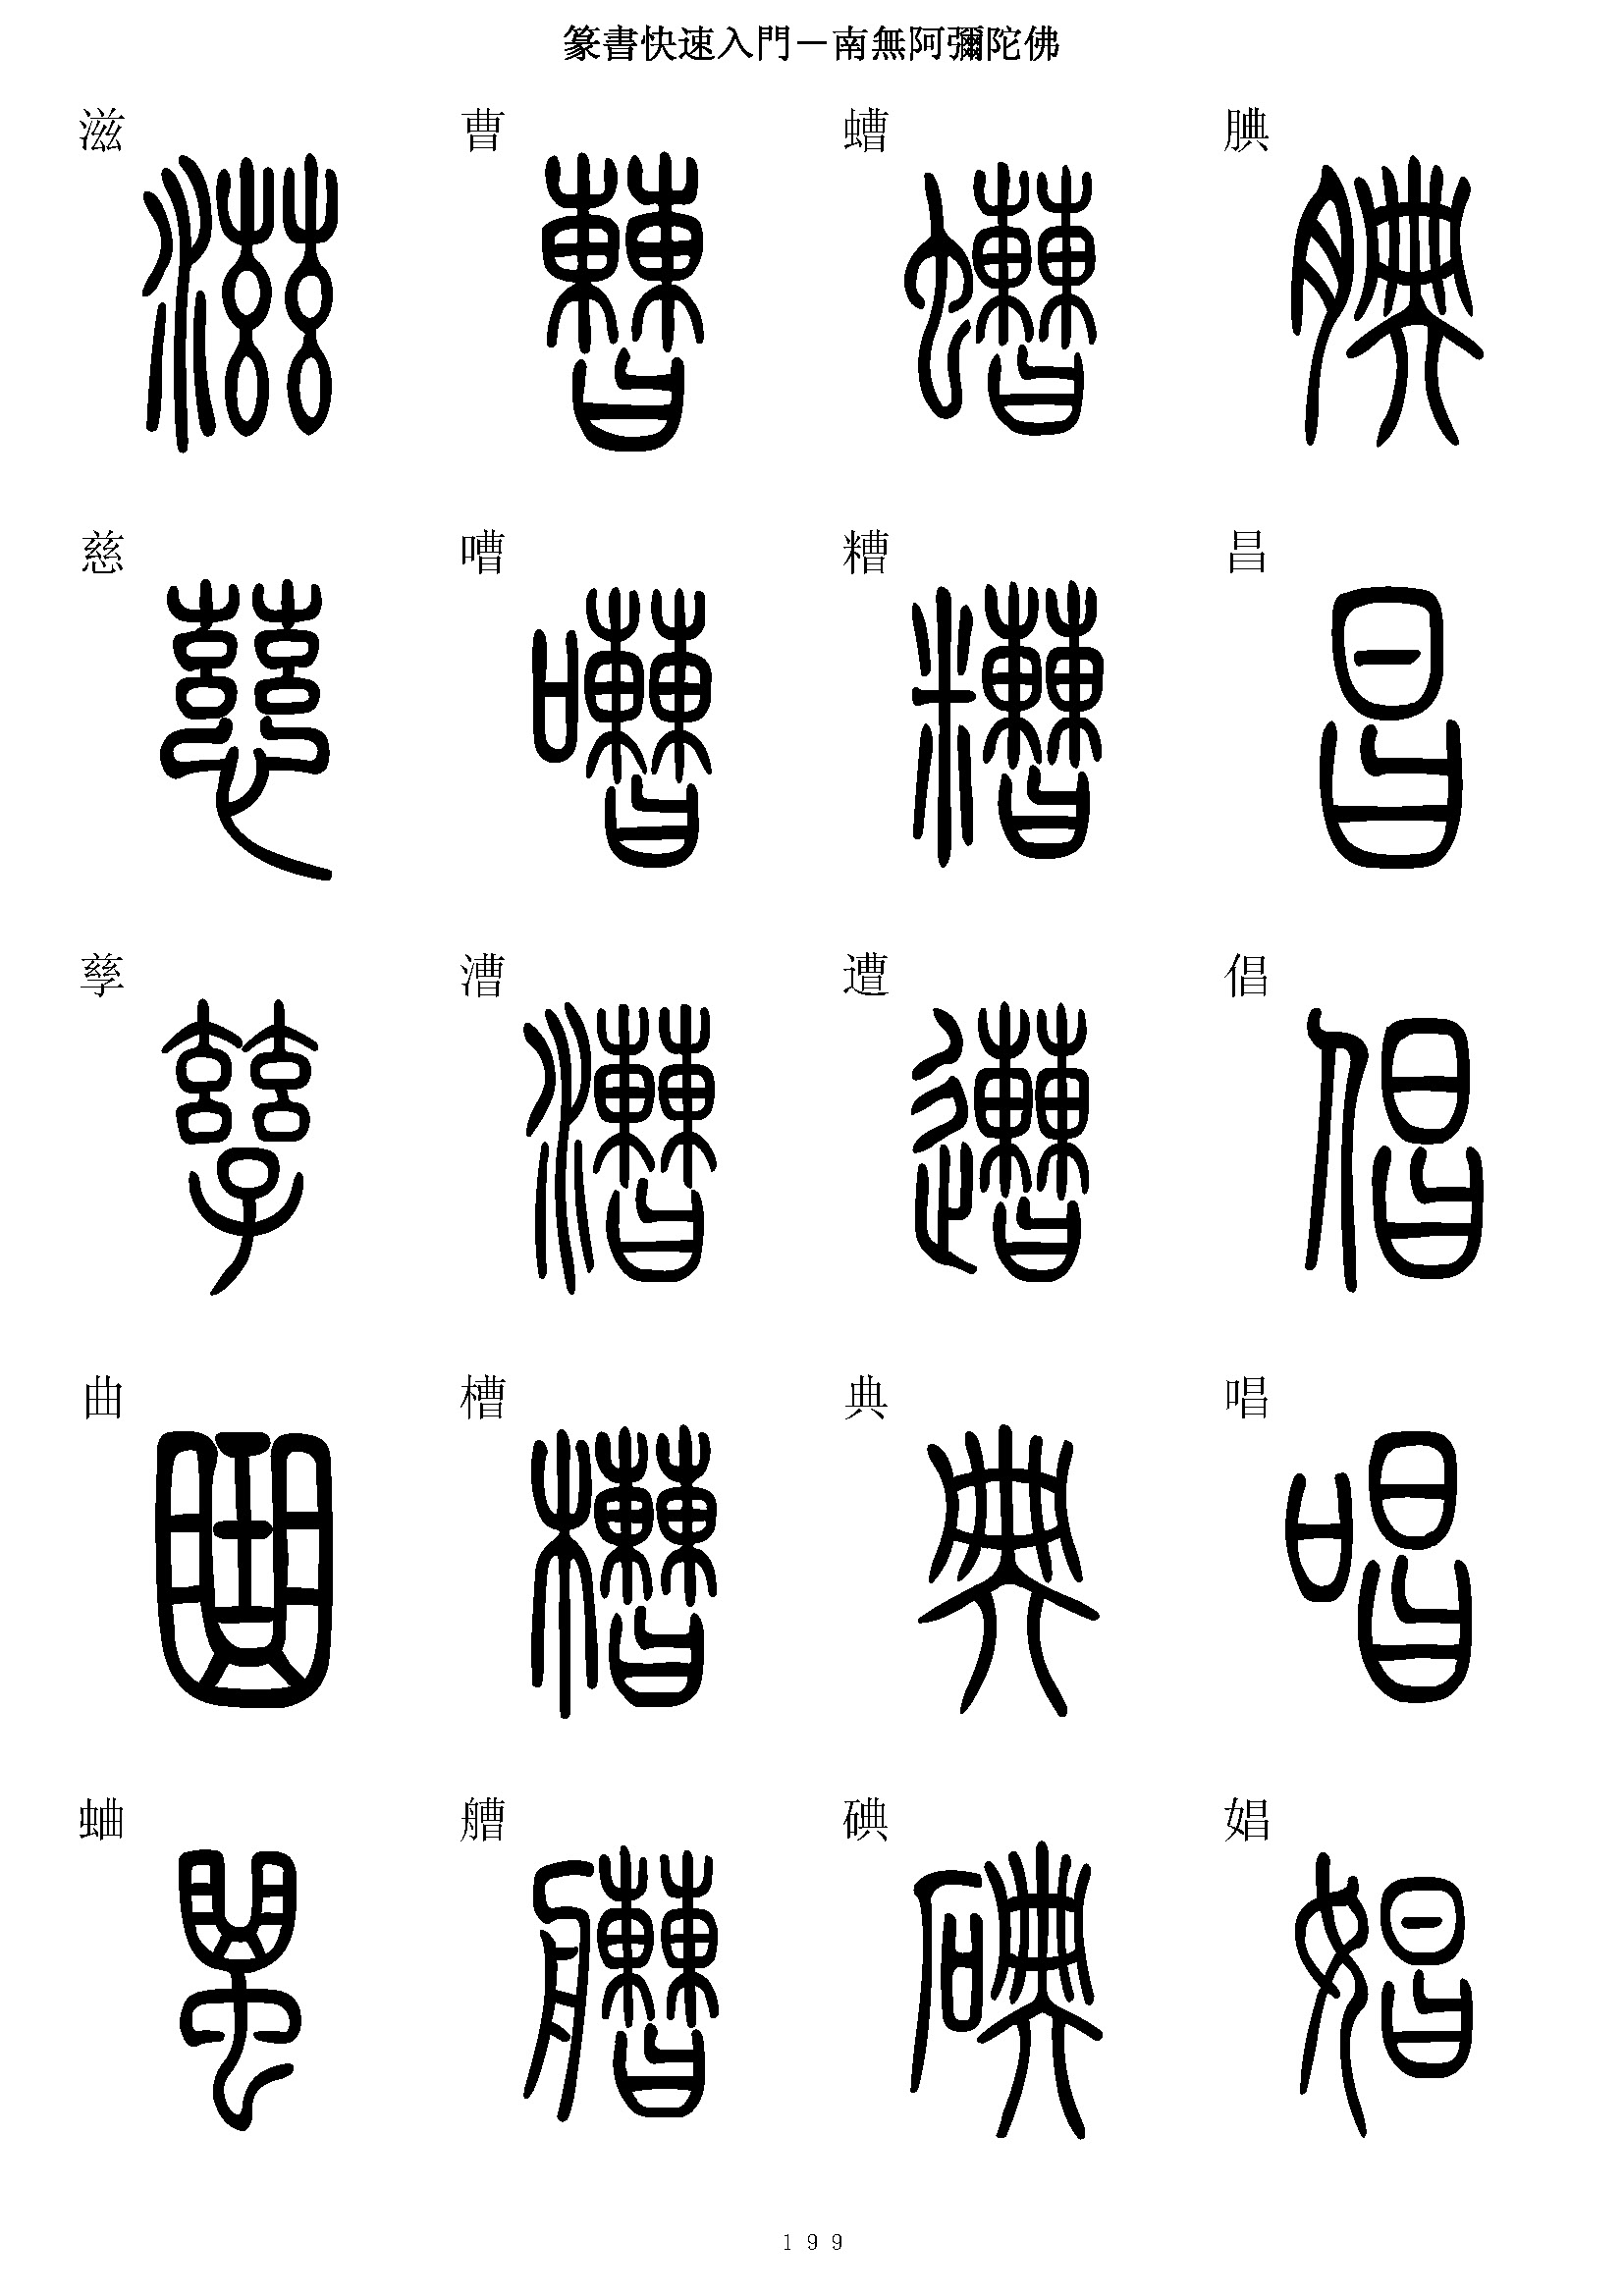 篆書快速入門－南無阿彌陀佛
滋 曹 螬 腆
慈 嘈 糟 昌
孳 漕 遭 倡
曲 槽 典 唱
蛐 艚 碘 娼
199